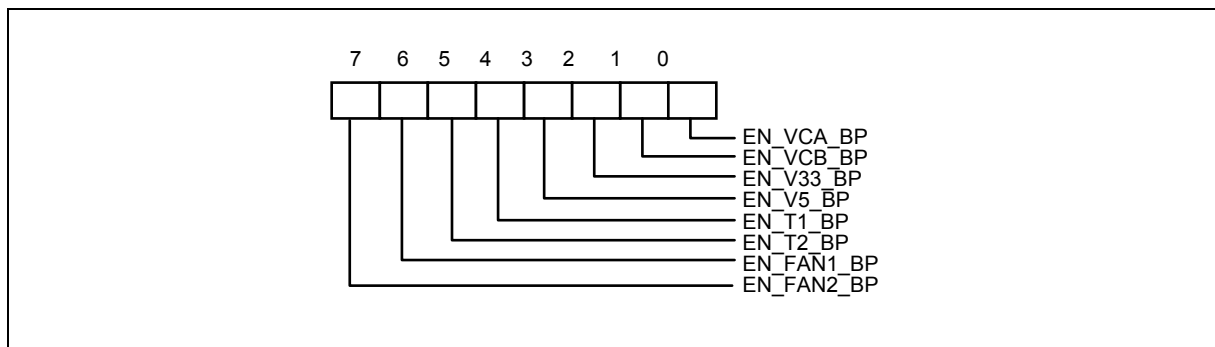 7 6 5 4 3 2 1 0
EN_VCA_BP
EN_VCB_BP
EN_V33_BP
EN_V5_BP
EN_T1_BP
EN_T2_BP
EN_FAN1_BP
EN_FAN2_BP